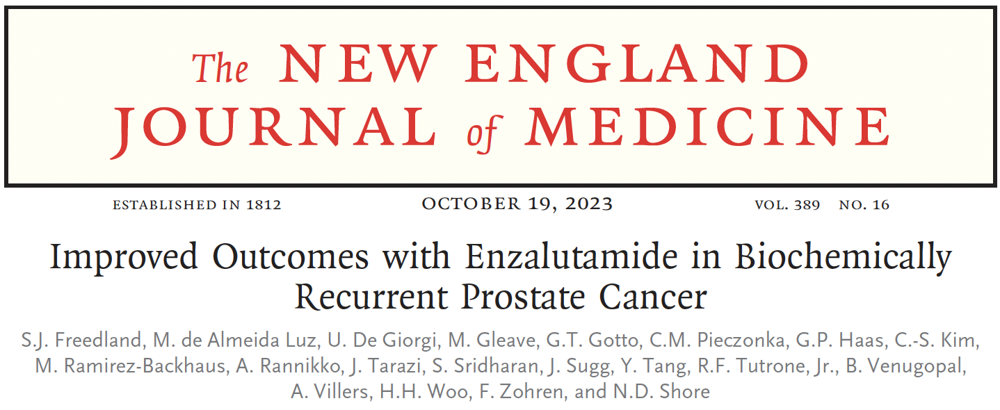 The NEW ENGLAND
JOURNAL of MEDICINE
ESTABLISHED IN 1812 OCTOBER 19, 2023 VOL. 389 NO. 16
Improved Outcomes with Enzalutamide in Biochemically
Recurrent Prostate Cancer
S.J. Freedland, M. de Almeida Luz, U. De Giorgi, M. Gleave, G.T. Gotto, C.M. Pieczonka, G.P. Haas, C.-S. Kim,
M. Ramirez-Backhaus, A. Rannikko, J. Tarazi, S. Sridharan, J. Sugg, Y. Tang, R.F. Tutrone, Jr., B. Venugopal,
A. Villers, H.H. Woo, F. Zohren, and N.D. Shore